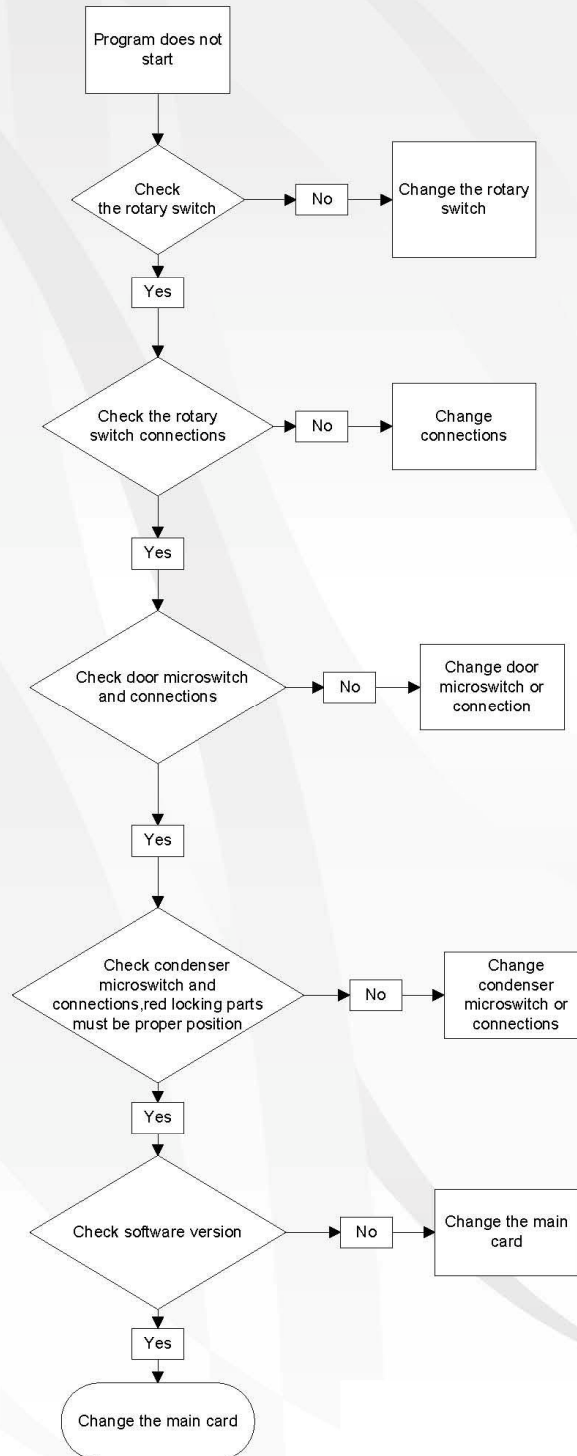 Program does not
start
Check
the rotary switch
No
Change the rotary
switch
Yes
Check the rotary
switch connections
No
Change
connections
Yes
Check door microswitch
and connections
No
Change door
microswitch or
connection
Yes
Check condenser
microswitch and
connections,red locking parts
must be proper position
No
Change
condenser
microswitch or
connections
Yes
Check software version
No
Change the main
card
Yes
Change the main card